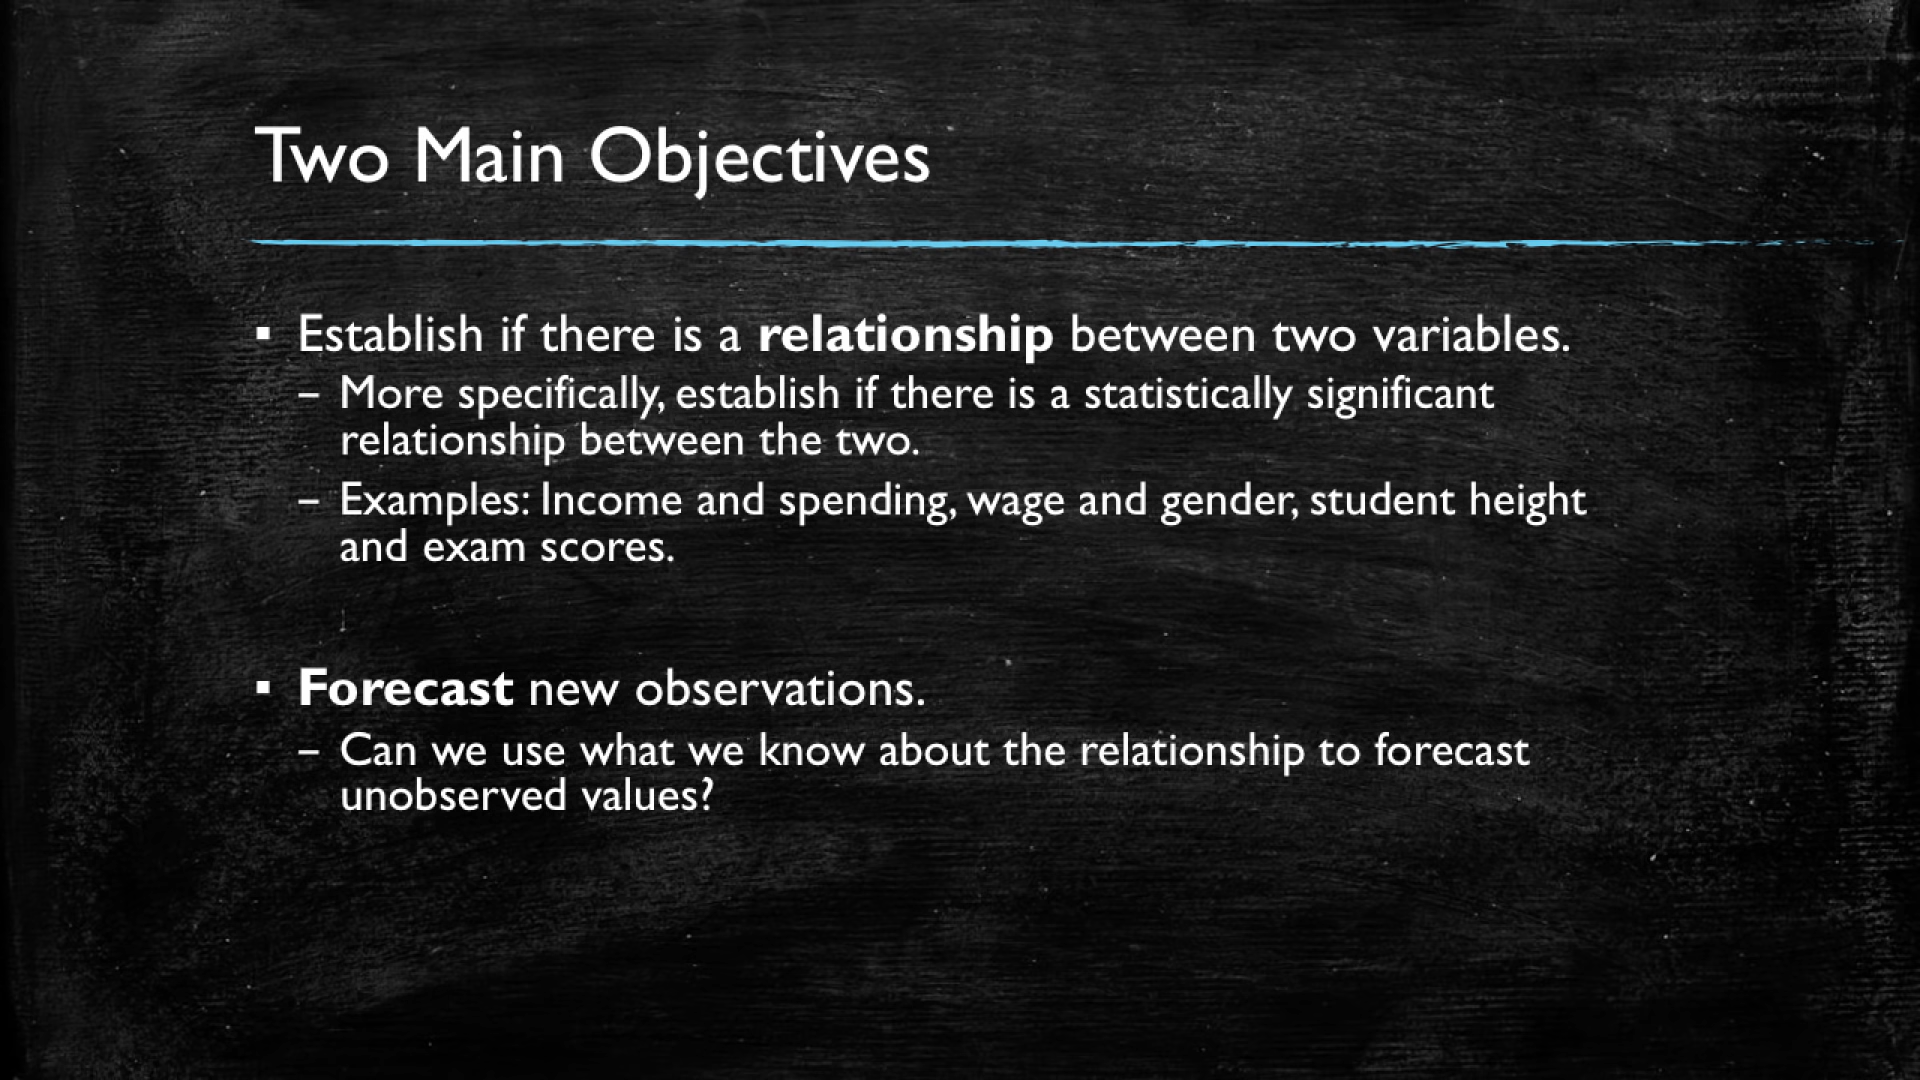 Two Main Objectives
▪ Establish if there is a relationship between two variables.
– More specifically, establish if there is a statistically significant
relationship between the two.
– Examples: Income and spending, wage and gender, student height
and exam scores.
▪ Forecast new observations.
– Can we use what we know about the relationship to forecast
unobserved values?